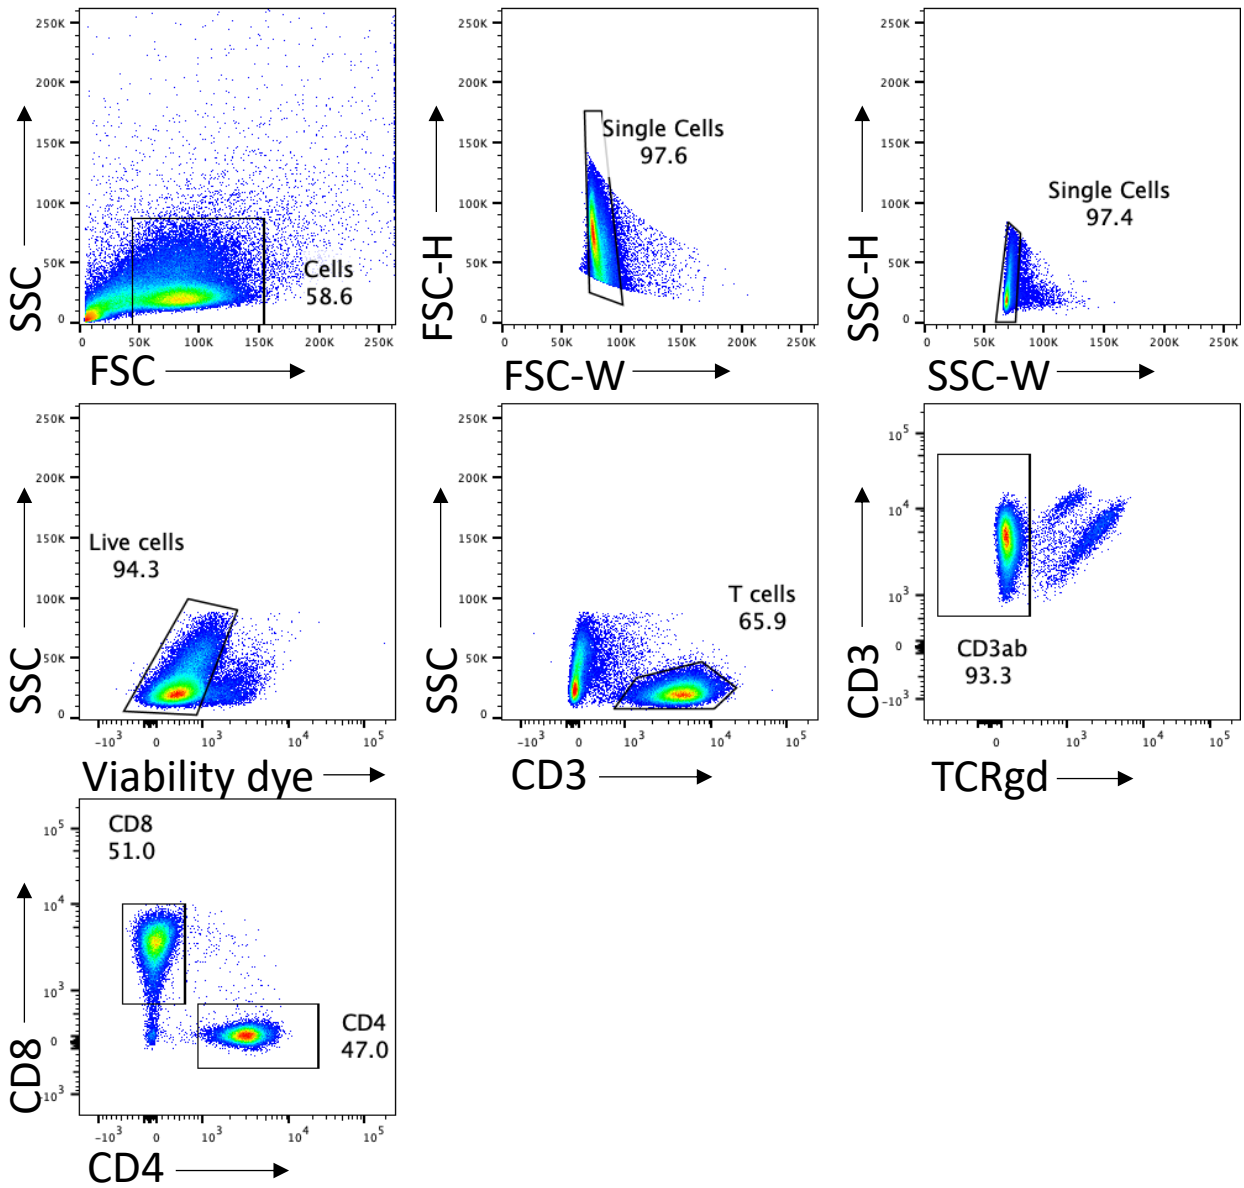 250K
200K
150K
100K
50K
0
SSC
Cells
58.6
0 50K 100K 150K 200K 250K
FSC
250K
200K
150K
100K
50K
0
FSC-H
Single Cells
97.6
0 50K 100K 150K 200K 250K
FSC-W
250K
200K
150K
100K
50K
0
SSC-H
Single Cells
97.4
0 50K 100K 150K 200K 250K
SSC-W
250K
200K
150K
100K
50K
0
SSC
Live cells
94.3
-10³ 0 10³ 10⁴ 10⁵
Viability dye
250K
200K
150K
100K
50K
0
SSC
T cells
65.9
-10³ 0 10³ 10⁴ 10⁵
CD3
10⁵
10⁴
10³
0
-10³
CD3
CD3ab
93.3
0 10³ 10⁴ 10⁵
TCRgd
10⁵
10⁴
10³
0
-10³
CD8
CD8
51.0
CD4
47.0
-10³ 0 10³ 10⁴ 10⁵
CD4